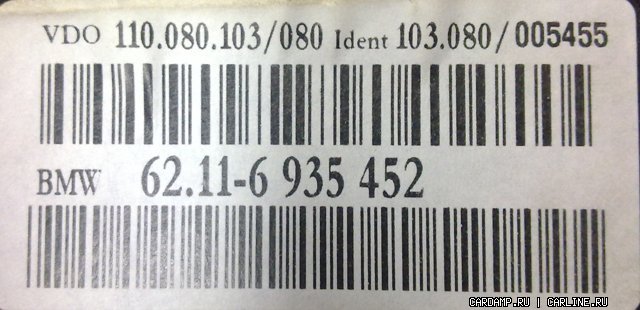 VDO 110.080.103/080 Ident 103.080/005455
BMW 62.11-6 935 452
CARDAMP.RU | CARLINE.RU